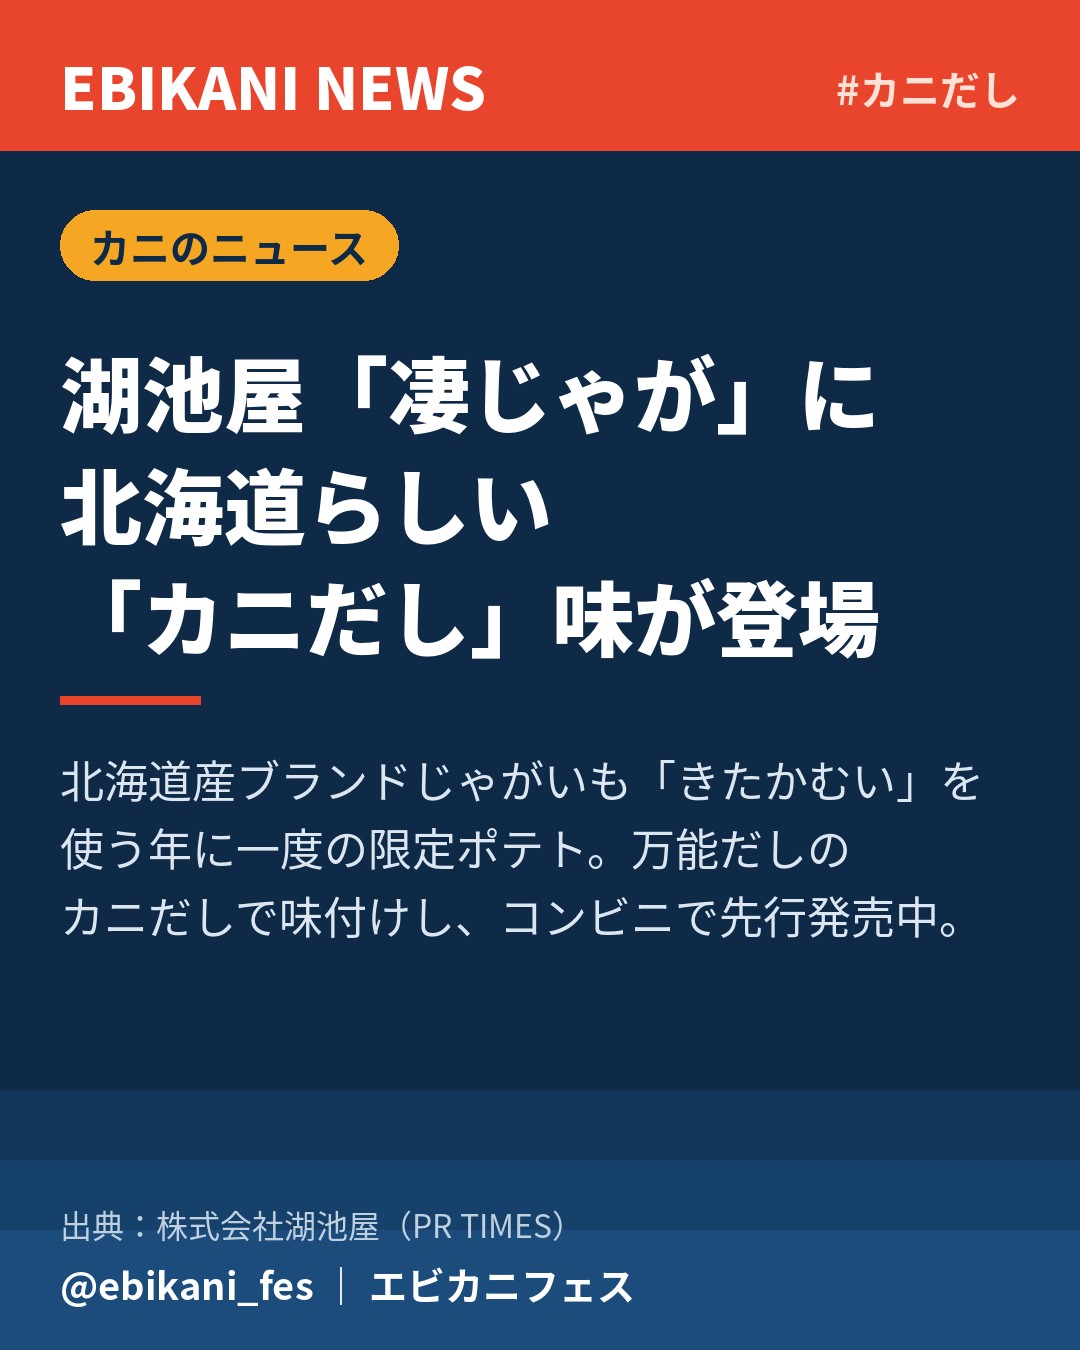 EBIKANI NEWS
#カニだし
カニのニュース
湖池屋「凄じゃが」に
北海道らしい
「カニだし」味が登場
北海道産ブランドじゃがいも「きたかむい」を
使う年に一度の限定ポテト。万能だしの
カニだしで味付けし、コンビニで先行発売中。
出典：株式会社湖池屋（PR TIMES）
@ebikani_fes ｜ エビカニフェス